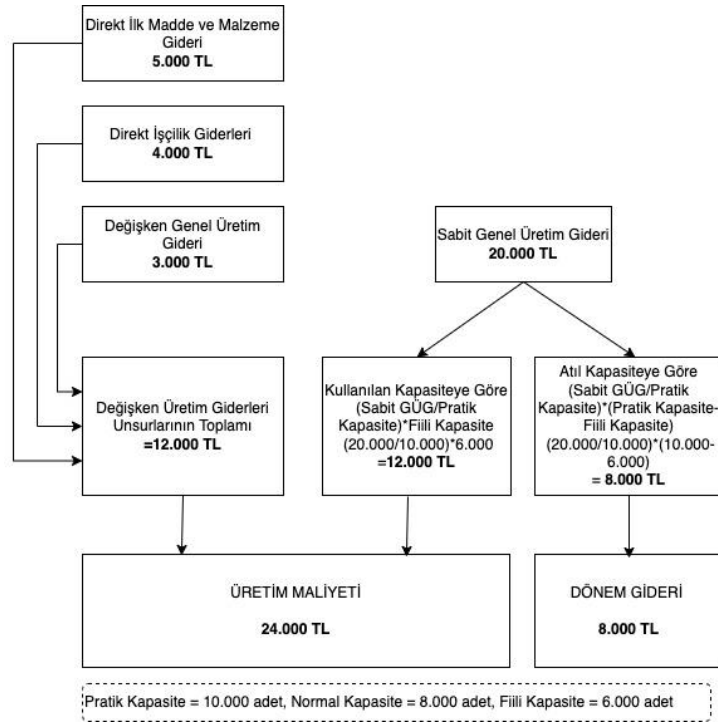 Direkt İlk Madde ve Malzeme
Gideri
5.000 TL
Direkt İşçilik Giderleri
4.000 TL
Değişken Genel Üretim
Gideri
3.000 TL
Sabit Genel Üretim Gideri
20.000 TL
Değişken Üretim Giderleri
Unsurlarının Toplamı
=12.000 TL
Kullanılan Kapasiteye Göre
(Sabit GÜG/Pratik
Kapasite)*Fiili Kapasite
(20.000/10.000)*6.000
=12.000 TL
Atıl Kapasiteye Göre
(Sabit GÜG/Pratik
Kapasite)*(Pratik Kapasite-
Fiili Kapasite)
(20.000/10.000)*(10.000-
6.000)
= 8.000 TL
ÜRETİM MALİYETİ
24.000 TL
DÖNEM GİDERİ
8.000 TL
Pratik Kapasite = 10.000 adet, Normal Kapasite = 8.000 adet, Fiili Kapasite = 6.000 adet